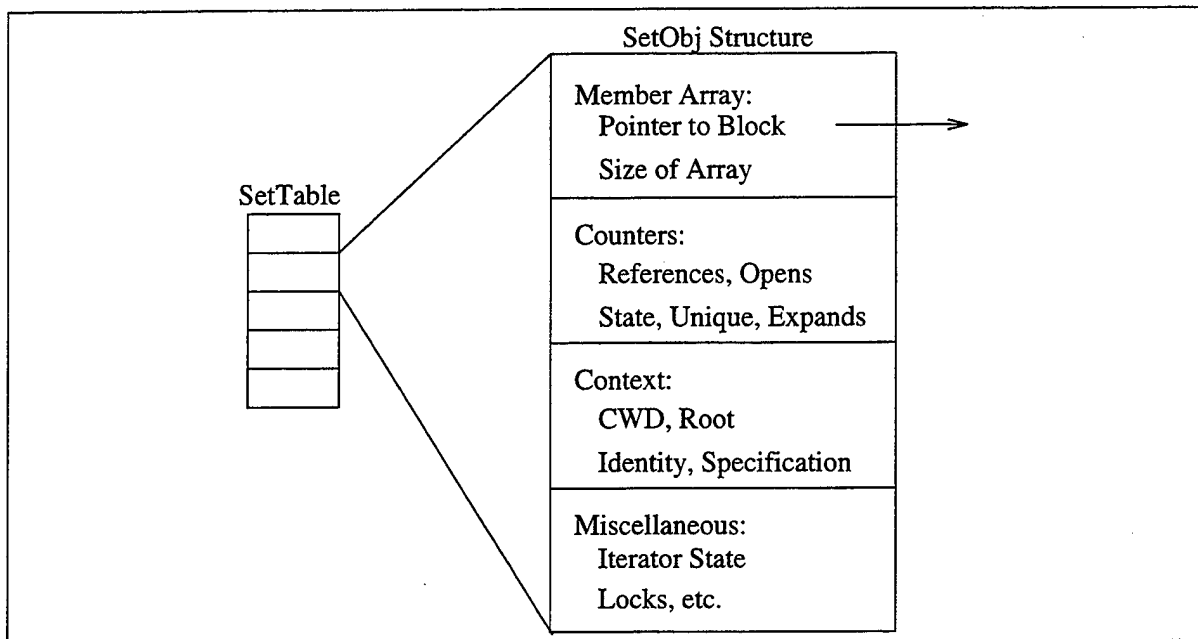 SetObj Structure
Member Array:
Pointer to Block
Size of Array
SetTable
Counters:
References, Opens
State, Unique, Expands
Context:
CWD, Root
Identity, Specification
Miscellaneous:
Iterator State
Locks, etc.